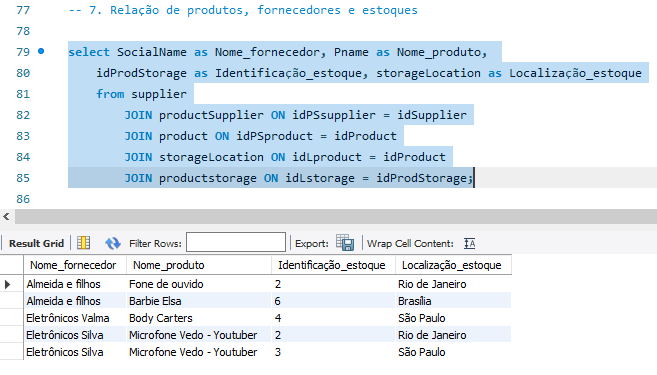 77 -- 7. Relação de produtos, fornecedores e estoques
78
79 select SocialName as Nome_fornecedor, Pname as Nome_produto,
80 idProdStorage as Identificação_estoque, storageLocation as Localização_estoque
81 from supplier
82 JOIN productSupplier ON idPSsupplier = idSupplier
83 JOIN product ON idPSproduct = idProduct
84 JOIN storageLocation ON idLproduct = idProduct
85 JOIN productstorage ON idLstorage = idProdStorage;
86
Result Grid Filter Rows: Export: Wrap Cell Content: IA
Nome_fornecedor Nome_produto Identificação_estoque Localização_estoque
Almeida e filhos Fone de ouvido 2 Rio de Janeiro
Almeida e filhos Barbie Elsa 6 Brasília
Eletrônicos Valma Body Carters 4 São Paulo
Eletrônicos Silva Microfone Vedo - Youtuber 2 Rio de Janeiro
Eletrônicos Silva Microfone Vedo - Youtuber 3 São Paulo